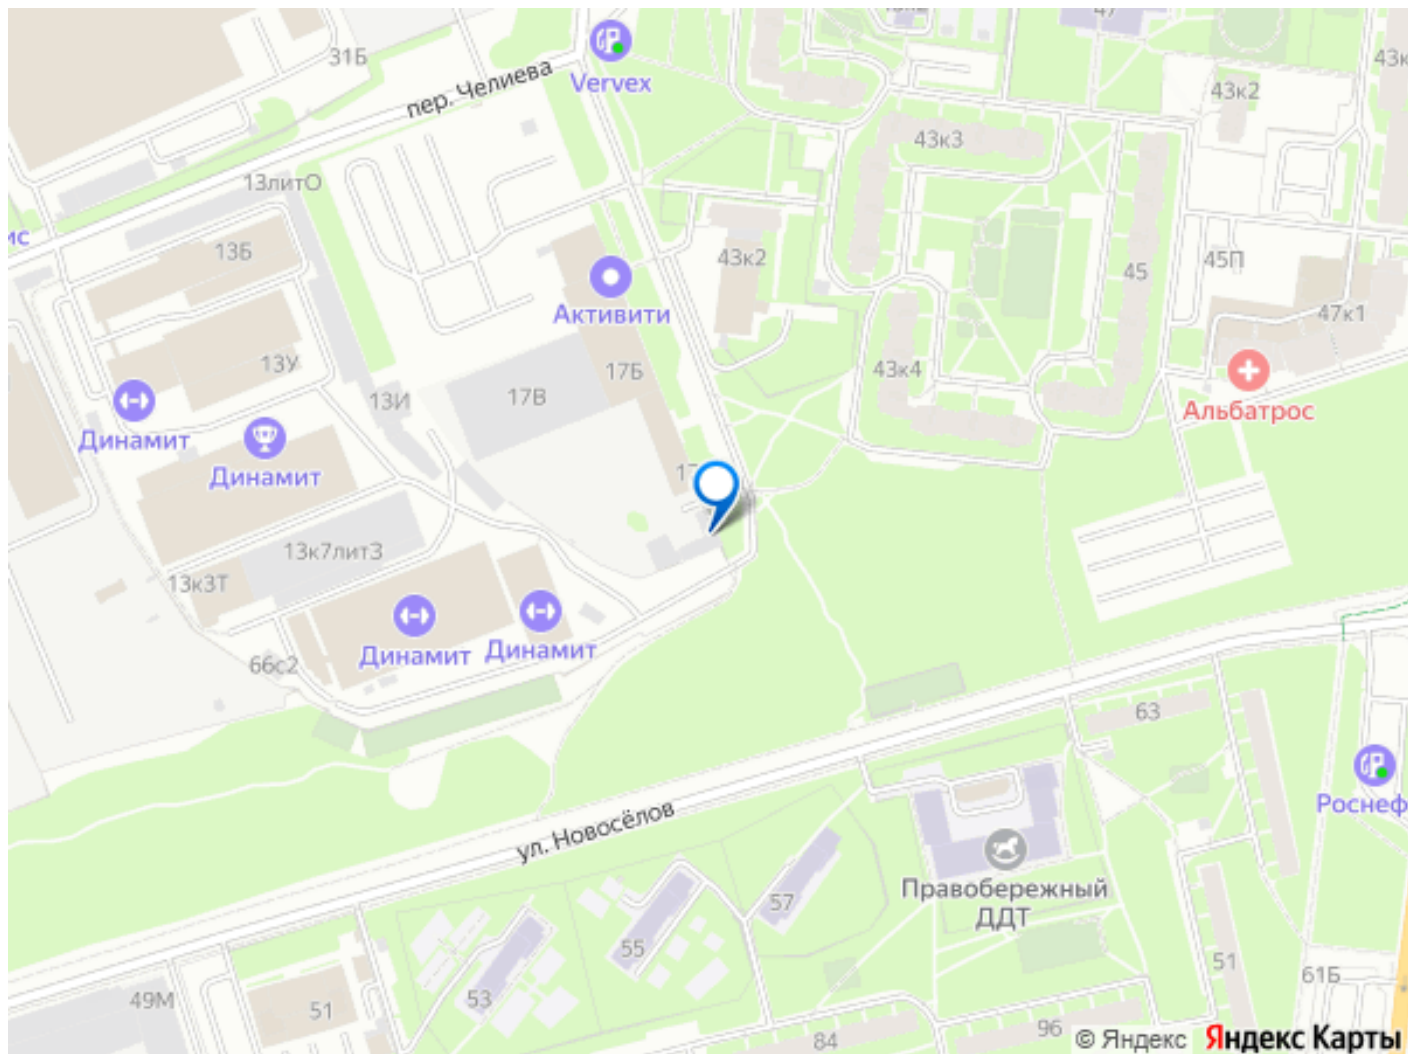 31Б
Vervex
пер. Челиева
43к2
43к3
13литО
13Б
43к2
45П
45
Активити
47к1
13У
17Б
43к4
13И
17В
Альбатрос
Динамит
Динамит
13к7литЗ
13к3Т
Динамит
Динамит
66с2
63
ул. Новосёлов
Правобережный
ДДТ
57
55
53
51
49М
51
61Б
84
96
© Яндекс Яндекс Карты